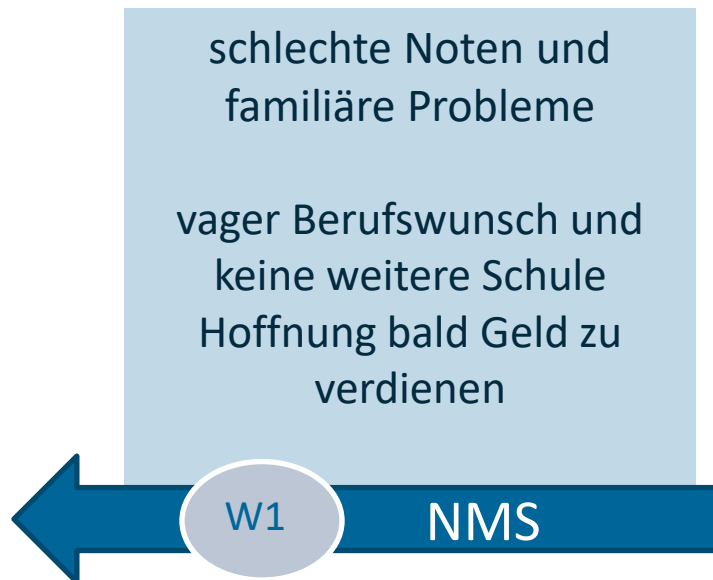 schlechte Noten und
familiäre Probleme
vager Berufswunsch und
keine weitere Schule
Hoffnung bald Geld zu
verdienen
W1 NMS